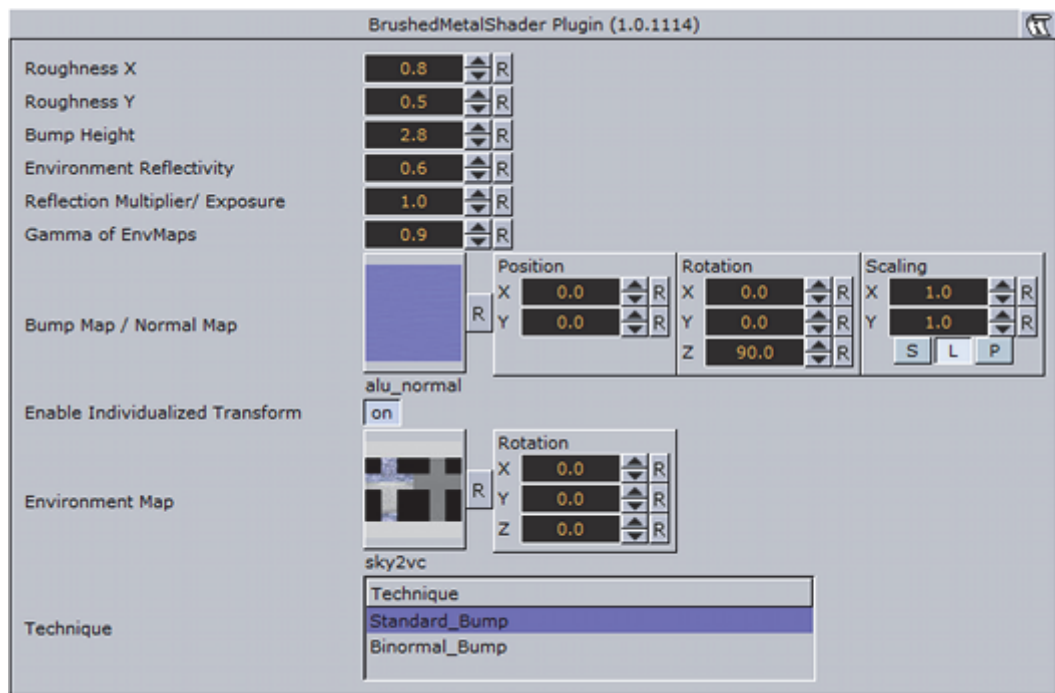 BrushedMetalShader Plugin (1.0.1114)
Roughness X 0.8 R
Roughness Y 0.5 R
Bump Height 2.8 R
Environment Reflectivity 0.6 R
Reflection Multiplier/ Exposure 1.0 R
Gamma of EnvMaps 0.9 R
Position Rotation Scaling
X 0.0 R X 0.0 R X 1.0 R
Bump Map / Normal Map R Y 0.0 R Y 0.0 R Y 1.0 R
Z 90.0 R S L P
alu_normal
Enable Individualized Transform on
Rotation
X 0.0 R
Environment Map R Y 0.0 R
Z 0.0 R
sky2vc
Technique
Technique Standard_Bump
Binormal_Bump